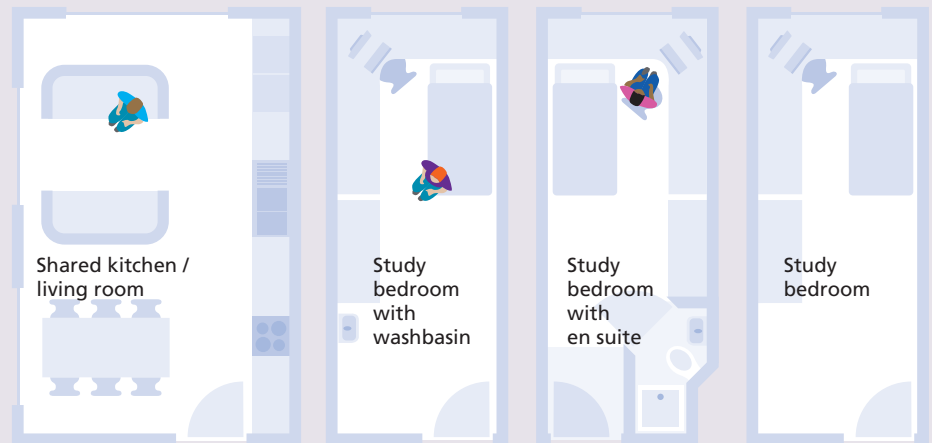 Shared kitchen /
living room
Study
bedroom
with
washbasin
Study
bedroom
with
en suite
Study
bedroom